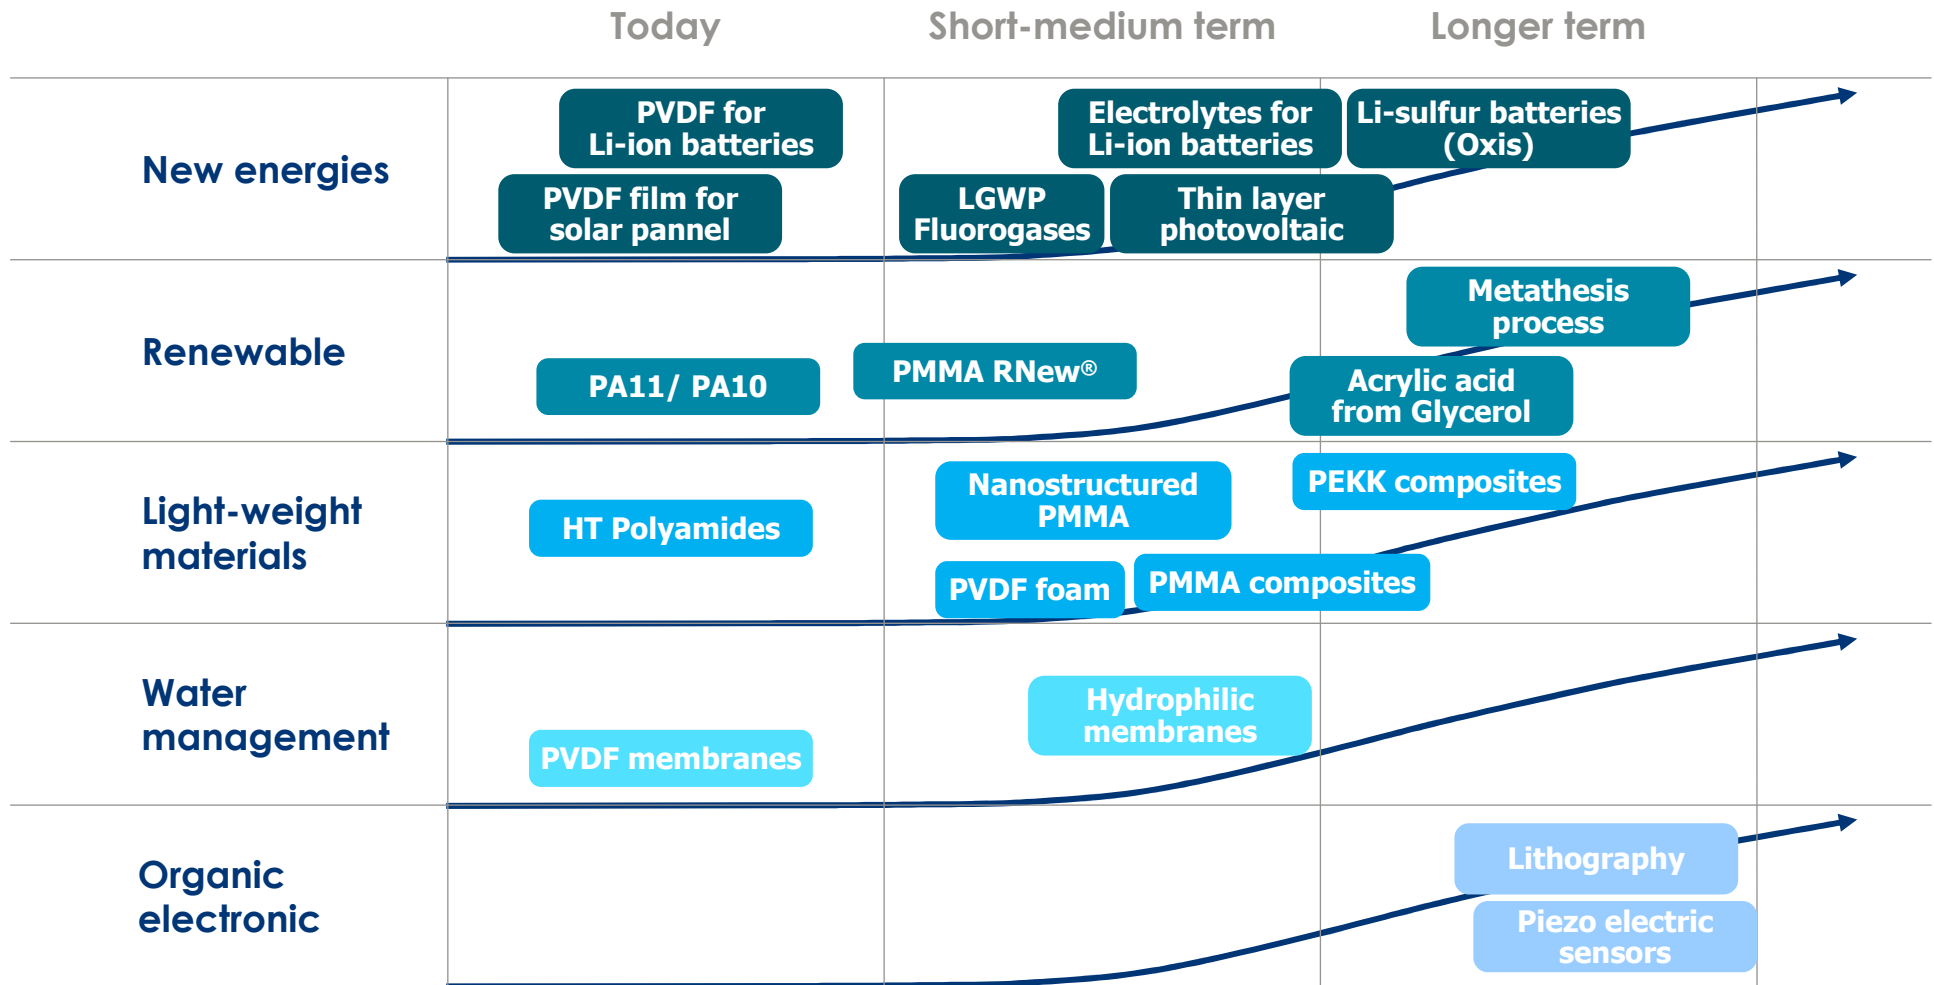 Today
Short-medium term
Longer term
New energies
PVDF for
Li-ion batteries
Electrolytes for
Li-ion batteries
Li-sulfur batteries
(Oxis)
PVDF film for
solar pannel
LGWP
Fluorogases
Thin layer
photovoltaic
Renewable
Metathesis
process
PA11/ PA10
PMMA RNew®
Acrylic acid
from Glycerol
Light-weight
materials
HT Polyamides
Nanostructured
PMMA
PEKK composites
PVDF foam
PMMA composites
Water
management
PVDF membranes
Hydrophilic
membranes
Organic
electronic
Lithography
Piezo electric
sensors